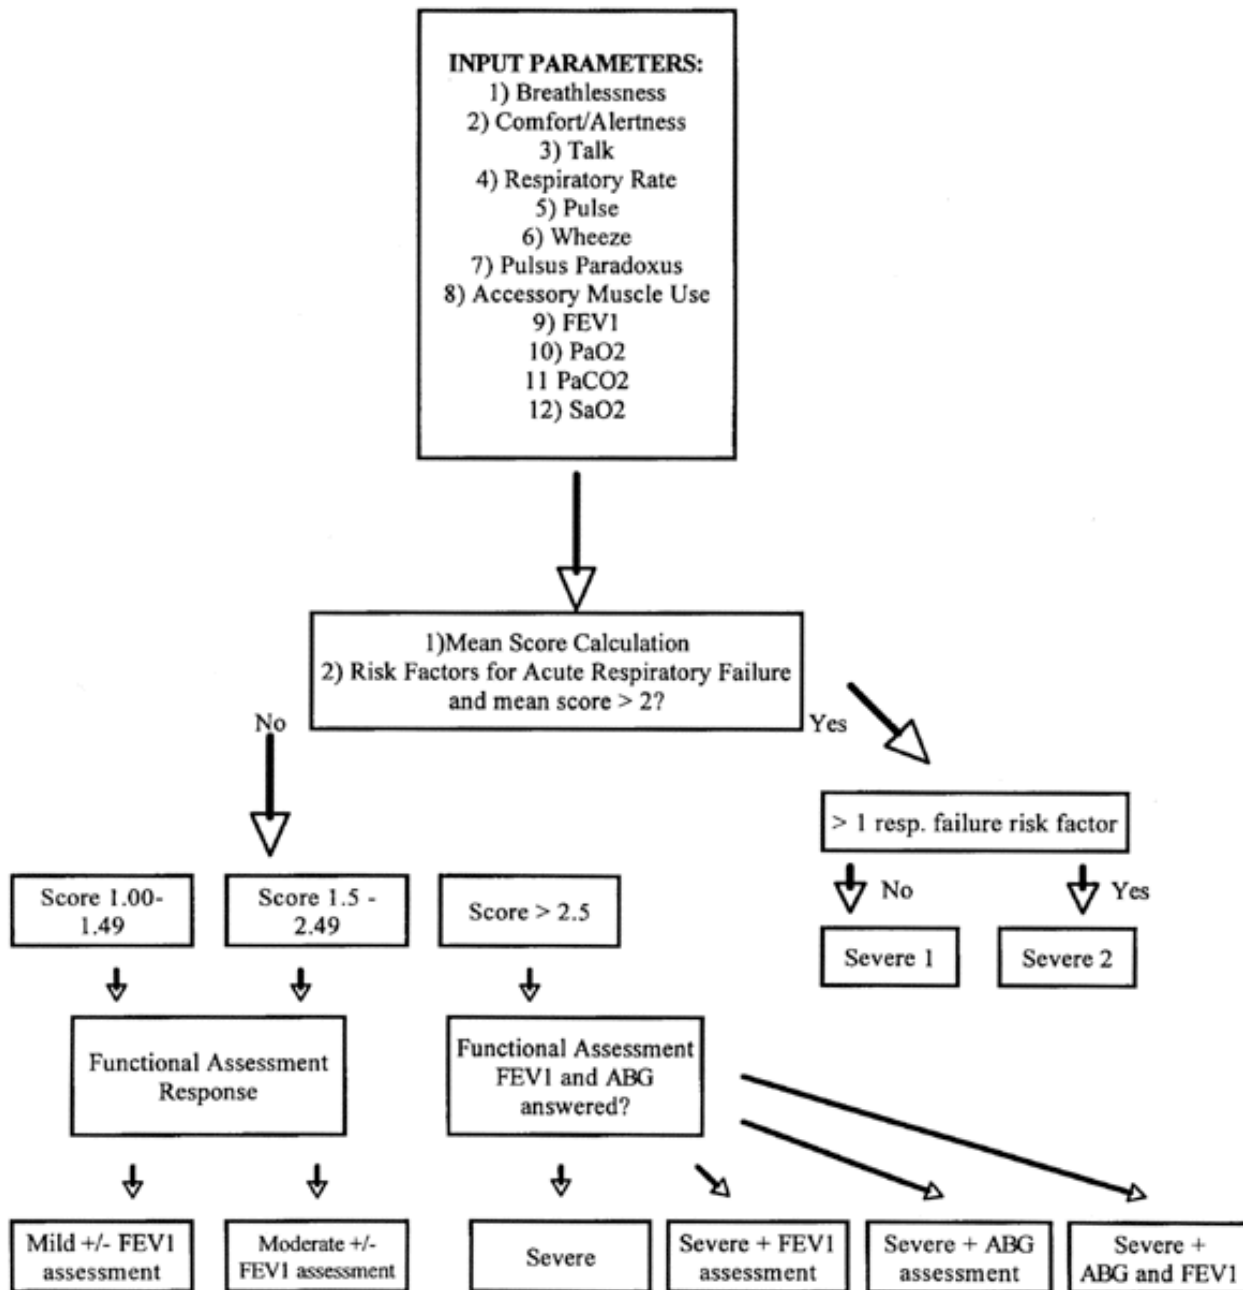 INPUT PARAMETERS:
1) Breathlessness
2) Comfort/Alertness
3) Talk
4) Respiratory Rate
5) Pulse
6) Wheeze
7) Pulsus Paradoxus
8) Accessory Muscle Use
9) FEV1
10) PaO2
11 PaCO2
12) SaO2
1)Mean Score Calculation
2) Risk Factors for Acute Respiratory Failure
and mean score > 2?
No
Yes
> 1 resp. failure risk factor
No
Yes
Severe 1
Severe 2
Score 1.00-
1.49
Score 1.5 -
2.49
Score > 2.5
Functional Assessment
Response
Functional Assessment
FEV1 and ABG
answered?
Mild +/- FEV1
assessment
Moderate +/-
FEV1 assessment
Severe
Severe + FEV1
assessment
Severe + ABG
assessment
Severe +
ABG and FEV1